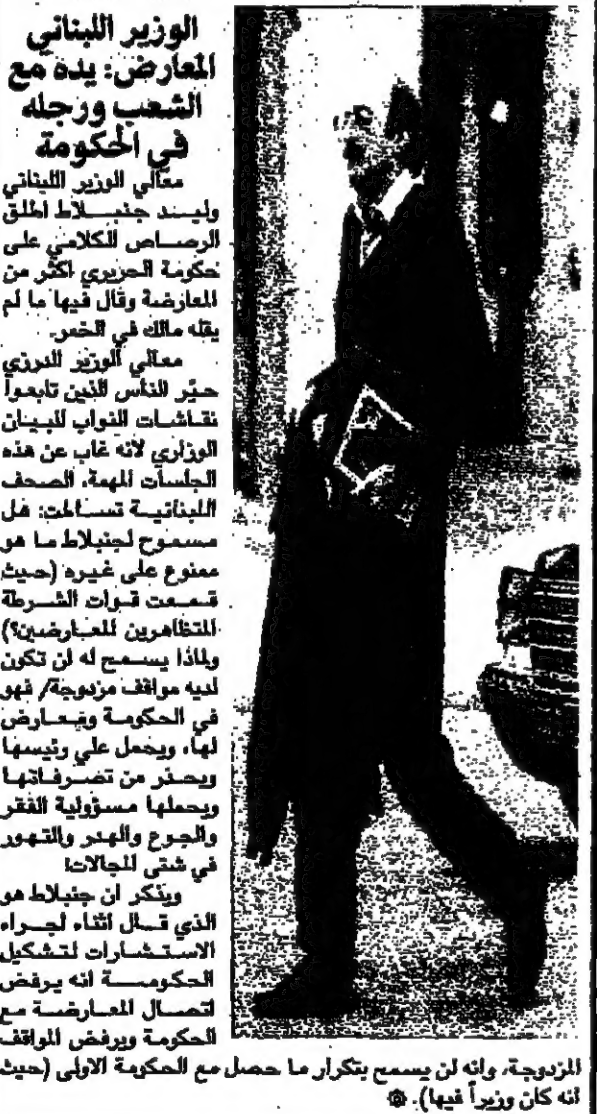 الوزير اللبناني
المعارض: يده مع
الشعب ورجله
في الحكومة
معالي الوزير اللبناني
وليد جنبلاط اطلق
الرصاص الكلامي على
حكومة الحريري اكثر من
المعارضة وقال فيها ما لم
يقله مالك في الخمر.
معالي الوزير الدرزي
حيّر الناس الذين تابعوا
نقاشات النواب للبيان
الوزاري لانه غاب عن هذه
الجلسات المهمة، الصحف
اللبنانية تساءلت: هل
مسموح لجنبلاط ما هو
ممنوع على غيره (حيث
قمعت قوات الشرطة
المتظاهرين المعارضين؟)
ولماذا يسمح له ان تكون
لديه مواقف مزدوجة/ فهو
في الحكومة ومعارض
لها، ويحمل على رئيسها
ويحذر من تصرفاتها
ويحملها مسؤولية الفقر
والجوع والهدر والتهور
في شتى المجالات!
ويذكر ان جنبلاط هو
الذي قال اثناء اجراء
الاستشارات لتشكيل
الحكومة انه يرفض
اتصال المعارضة مع
الحكومة ويرفض المواقف
المزدوجة، وانه لن يسمح بتكرار ما حصل مع الحكومة الاولى (حيث
انه كان وزيراً فيها).